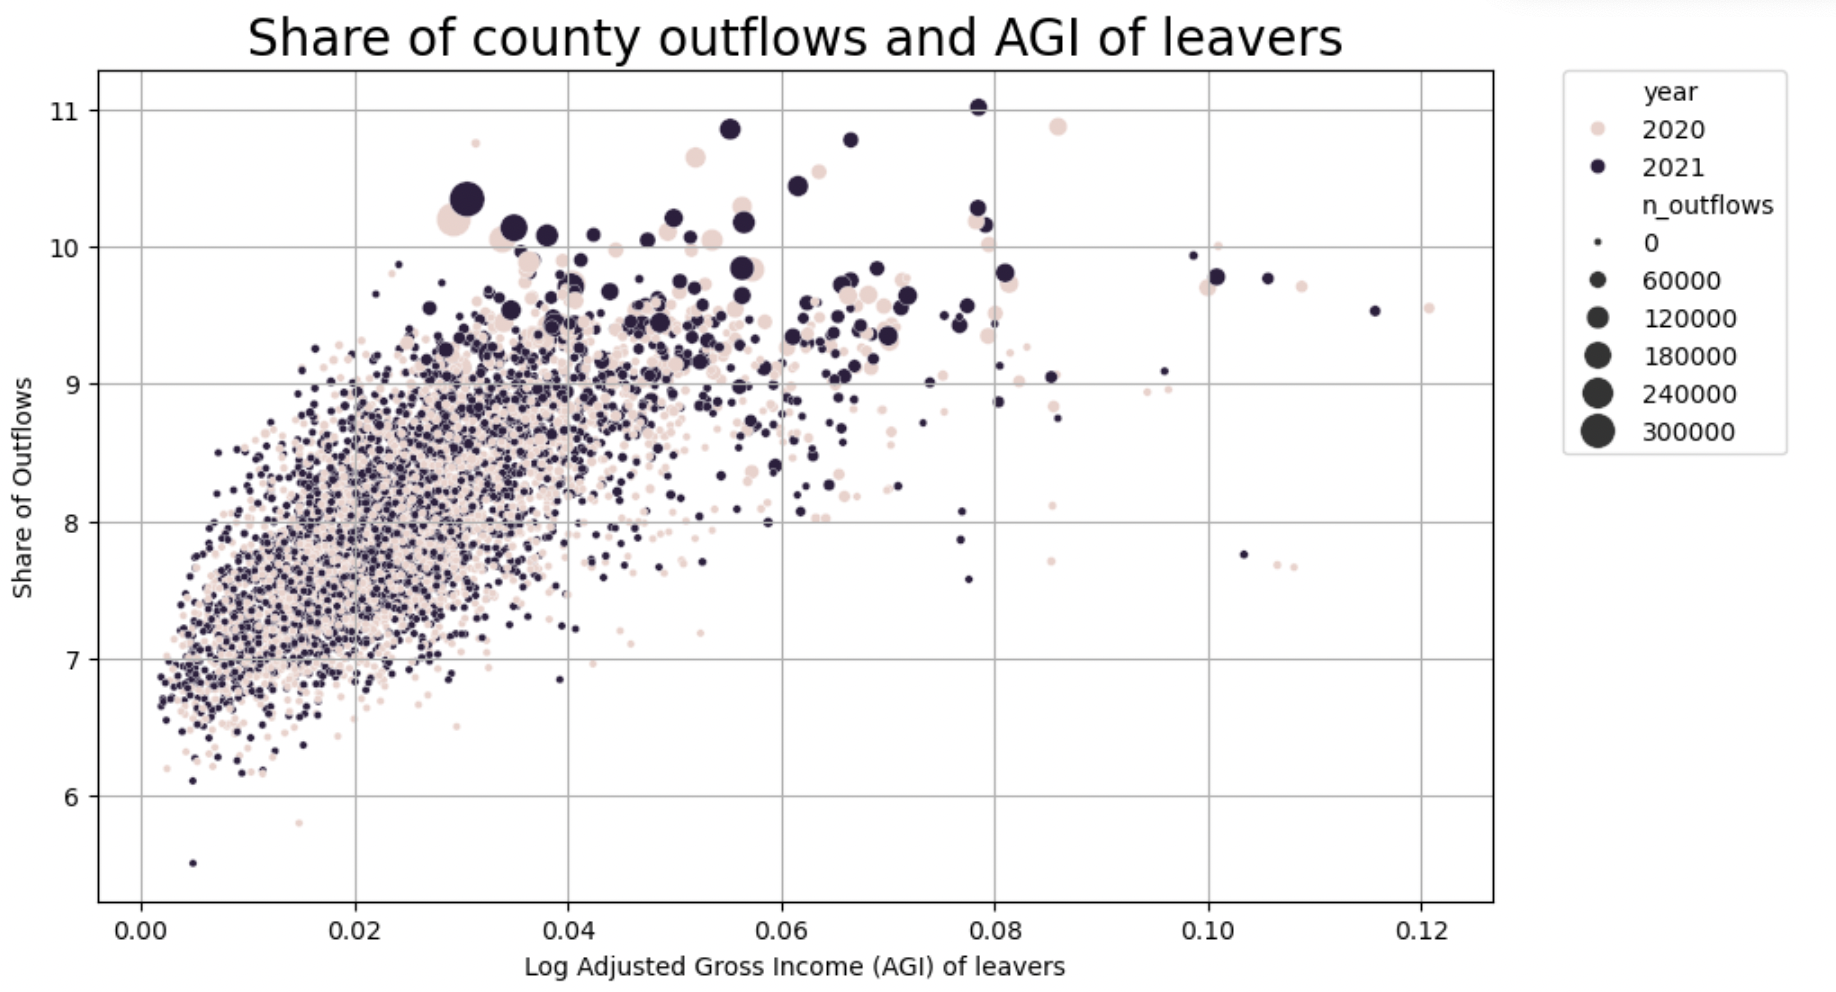 Share of county outflows and AGI of leavers
Share of Outflows
11
10
9
8
7
6
0.00 0.02 0.04 0.06 0.08 0.10 0.12
Log Adjusted Gross Income (AGI) of leavers
year
2020
2021
n_outflows
0
60000
120000
180000
240000
300000